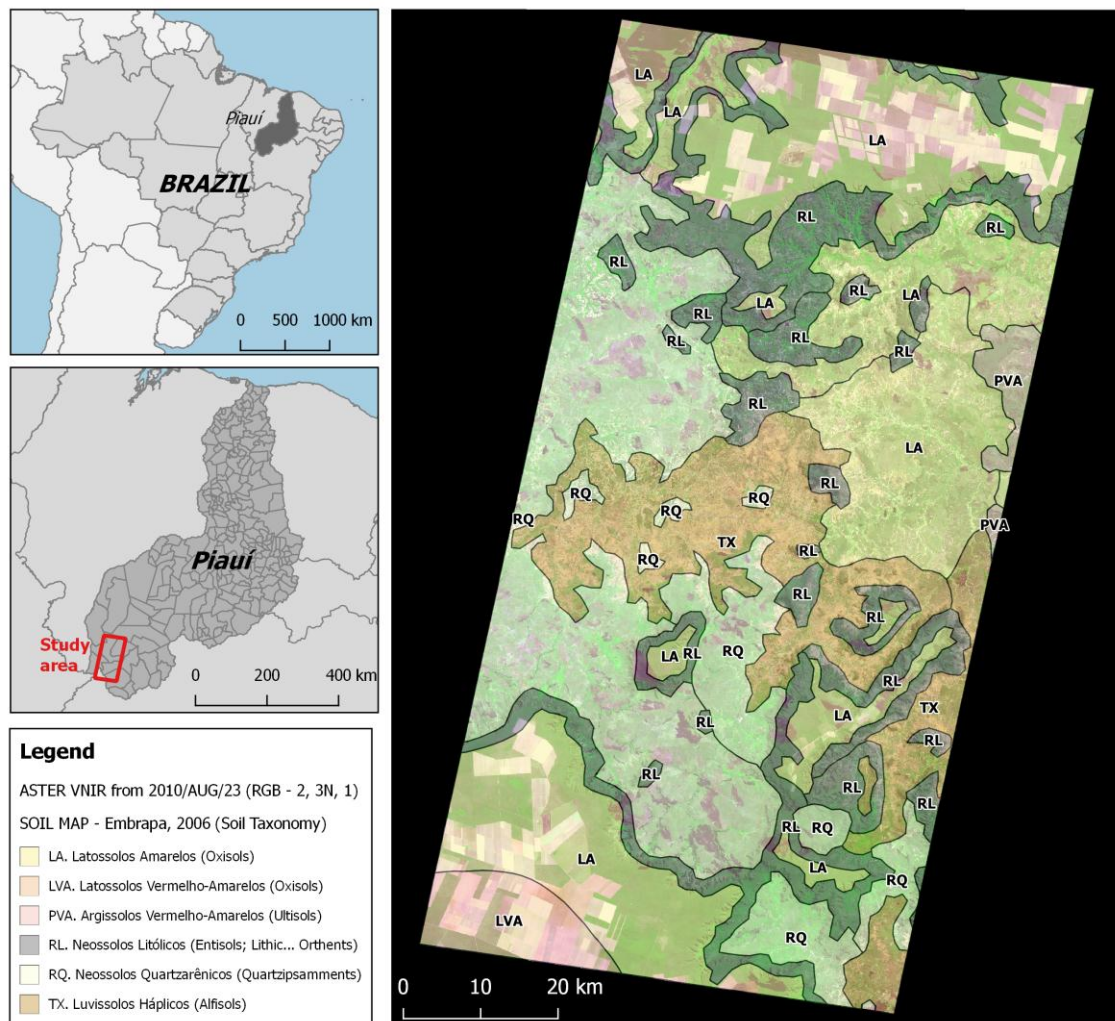 Piauí
BRAZIL
0 500 1000 km
Piauí
Study
area
0 200 400 km
Legend
ASTER VNIR from 2010/AUG/23 (RGB - 2, 3N, 1)
SOIL MAP - Embrapa, 2006 (Soil Taxonomy)
LA. Latossolos Amarelos (Oxisols)
LVA. Latossolos Vermelho-Amarelos (Oxisols)
PVA. Argissolos Vermelho-Amarelos (Ultisols)
RL. Neossolos Litólicos (Entisols; Lithic... Orthents)
RQ. Neossolos Quartzarênicos (Quartzipsamments)
TX. Luvissolos Háplicos (Alfisols)
LA
LA
LA
RL
RL
RL
RL
LA
LA
RL
RL
RL
RL
PVA
RL
LA
RL
RQ
RQ
RQ
RQ
PVA
TX
RL
RQ
RL
RL
RQ
LA
RL
RL
TX
LA
RL
RL
RL
RL
RL
RL
RQ
LA
LA
RQ
LVA
RQ
0 10 20 km